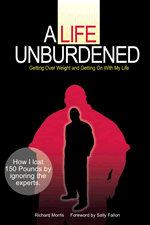 A LIFE
UNBURDENED
Getting Over Weight and Getting On With My Life
How I lost
150 Pounds by
ignoring the
experts.
Richard Morris
Foreword by Sally Fallon